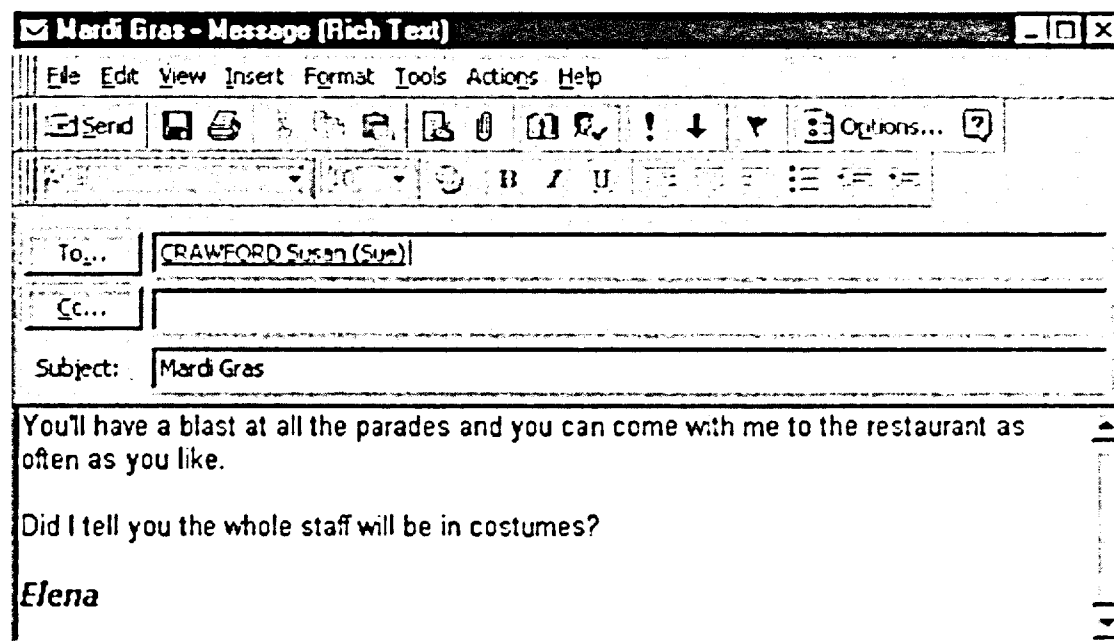 Mardi Gras - Message (Rich Text)
File Edit View Insert Format Tools Actions Help
Send Options...
B I U
To... CRAWFORD Susan (Sue)
Cc...
Subject: Mardi Gras
You'll have a blast at all the parades and you can come with me to the restaurant as
often as you like.
Did I tell you the whole staff will be in costumes?
Elena